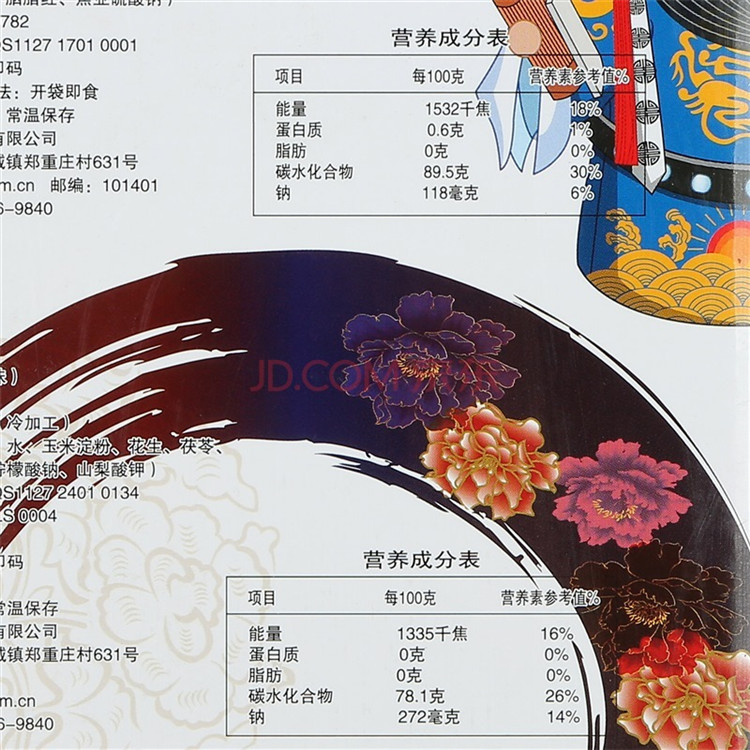 胭脂红、焦亚硫酸钠）
782
QS1127 1701 0001
印码
法：开袋即食
常温保存
有限公司
城镇郑重庄村631号
m.cn 邮编：101401
6-9840
营养成分表
项目 每100克 营养素参考值%
能量 1532千焦 18%
蛋白质 0.6克 1%
脂肪 0克 0%
碳水化合物 89.5克 30%
钠 118毫克 6%
JD.COM
味）
冷加工）
水、玉米淀粉、花生、茯苓、
柠檬酸钠、山梨酸钾）
QS1127 2401 0134
LS 0004
印码
常温保存
有限公司
城镇郑重庄村631号
m.cn
6-9840
营养成分表
项目 每100克 营养素参考值%
能量 1335千焦 16%
蛋白质 0克 0%
脂肪 0克 0%
碳水化合物 78.1克 26%
钠 272毫克 14%